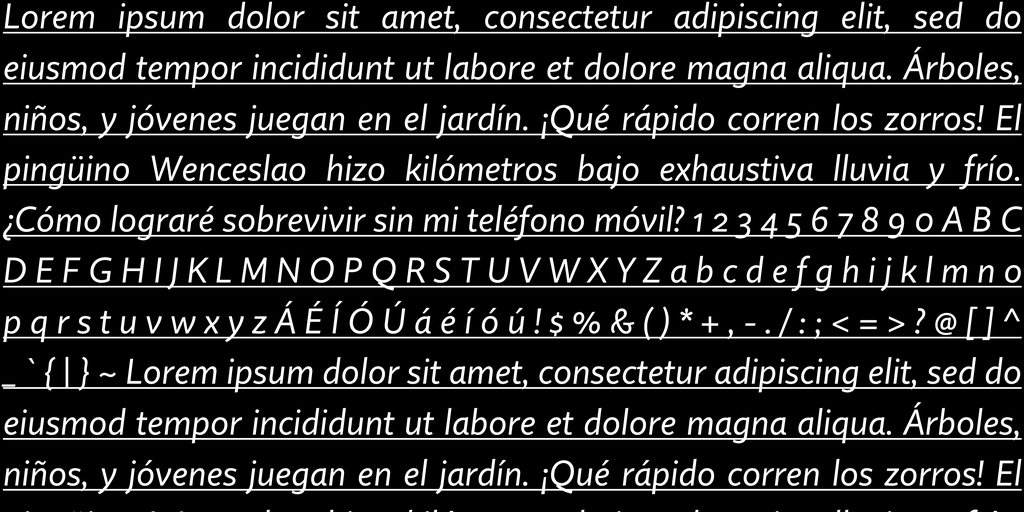 Lorem ipsum dolor sit amet, consectetur adipiscing elit, sed do
eiusmod tempor incididunt ut labore et dolore magna aliqua. Árboles,
niños, y jóvenes juegan en el jardín. ¡Qué rápido corren los zorros! El
pingüino Wenceslao hizo kilómetros bajo exhaustiva lluvia y frío.
¿Cómo lograré sobrevivir sin mi teléfono móvil? 1 2 3 4 5 6 7 8 9 0 A B C
D E F G H I J K L M N O P Q R S T U V W X Y Z a b c d e f g h i j k l m n o
p q r s t u v w x y z Á É Í Ó Ú á é í ó ú ! $ % & ( ) * + , - . / : ; < = > ? @ [ ] ^
_ ` { | } ~ Lorem ipsum dolor sit amet, consectetur adipiscing elit, sed do
eiusmod tempor incididunt ut labore et dolore magna aliqua. Árboles,
niños, y jóvenes juegan en el jardín. ¡Qué rápido corren los zorros! El